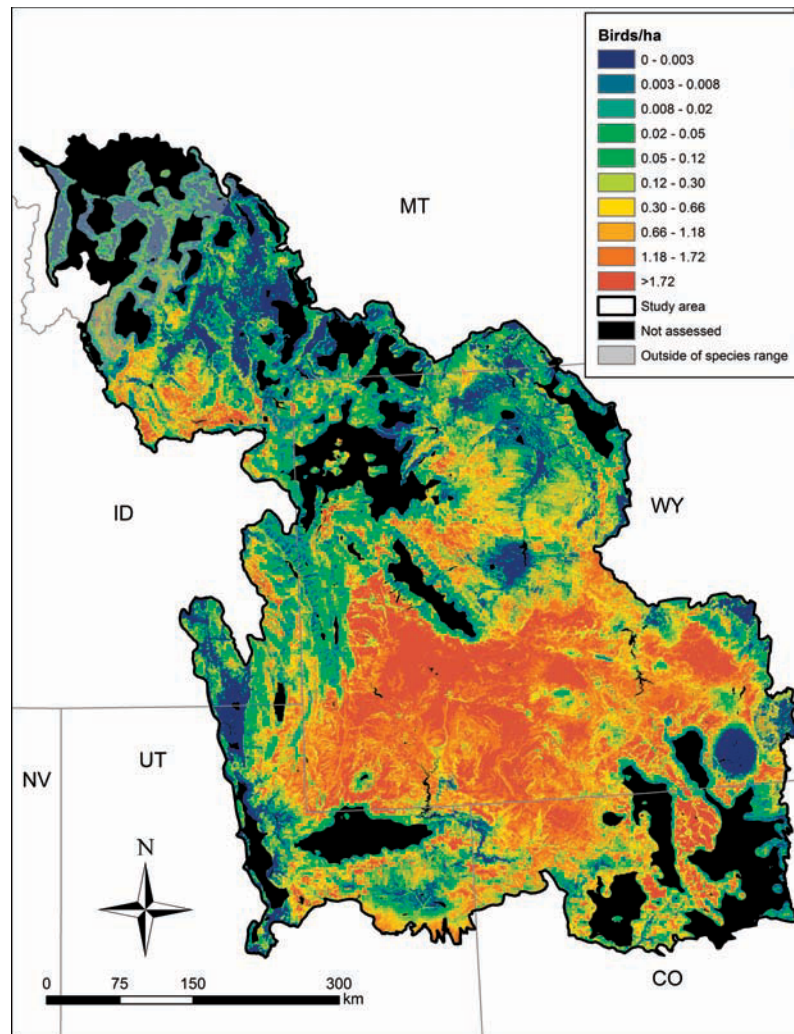 Birds/ha
0 - 0.003
0.003 - 0.008
0.008 - 0.02
0.02 - 0.05
0.05 - 0.12
0.12 - 0.30
0.30 - 0.66
0.66 - 1.18
1.18 - 1.72
>1.72
Study area
Not assessed
Outside of species range
MT
ID
WY
UT
NV
N
CO
0 75 150 300
km